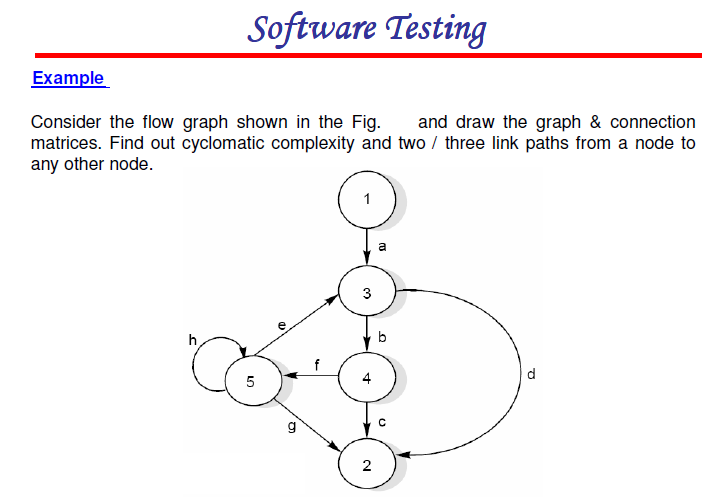 Software Testing
Example
Consider the flow graph shown in the Fig. and draw the graph & connection
matrices. Find out cyclomatic complexity and two / three link paths from a node to
any other node.
1
a
3
e
h
b
f
d
5
4
g
c
2